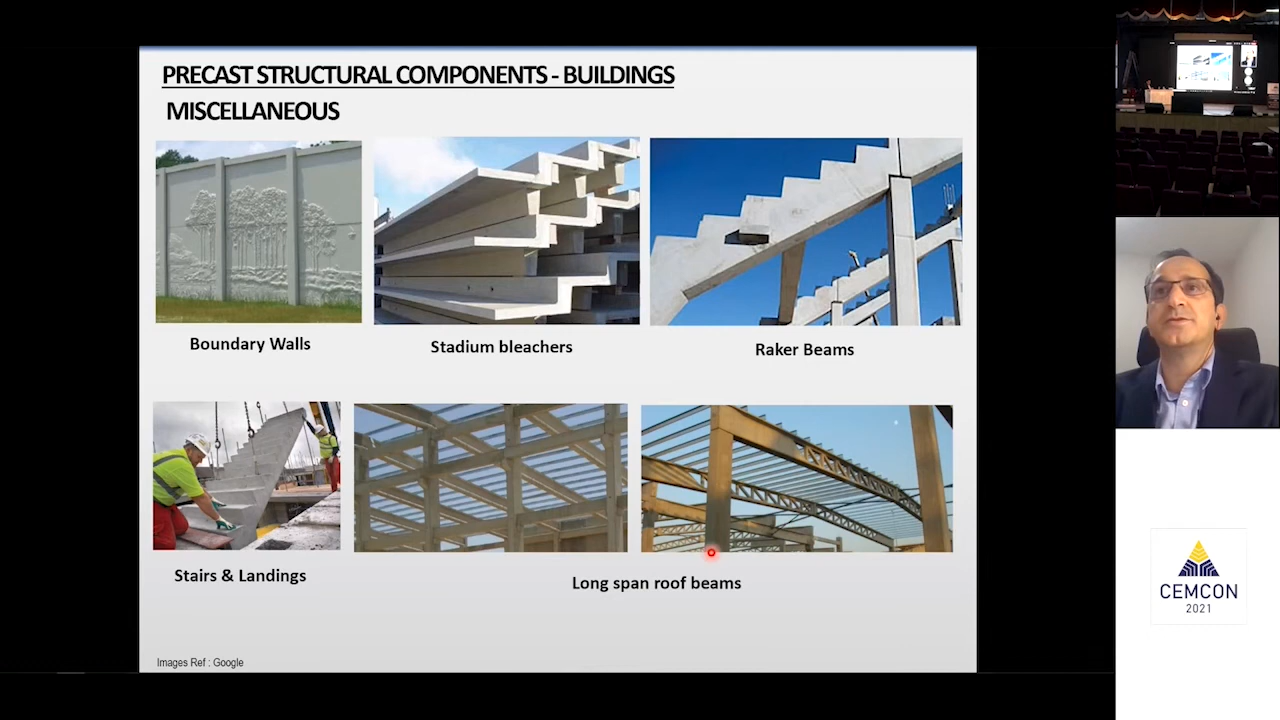 PRECAST STRUCTURAL COMPONENTS - BUILDINGS
MISCELLANEOUS
Boundary Walls
Stadium bleachers
Raker Beams
Stairs & Landings
Long span roof beams
Images Ref : Google
CEMCON
2021